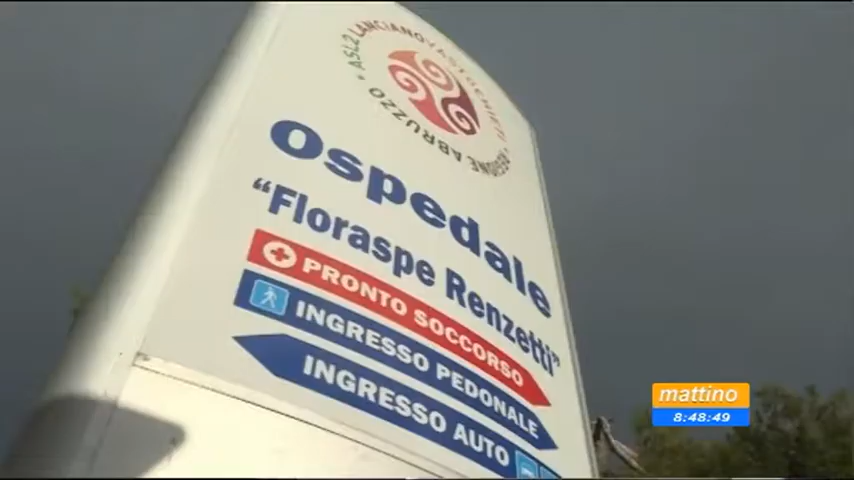 ASL2 LANCIANO VASTO CHIETI
REGIONE ABRUZZO
Ospedale
"Floraspe Renzetti"
PRONTO SOCCORSO
INGRESSO PEDONALE
INGRESSO AUTO
mattino
8:48:49